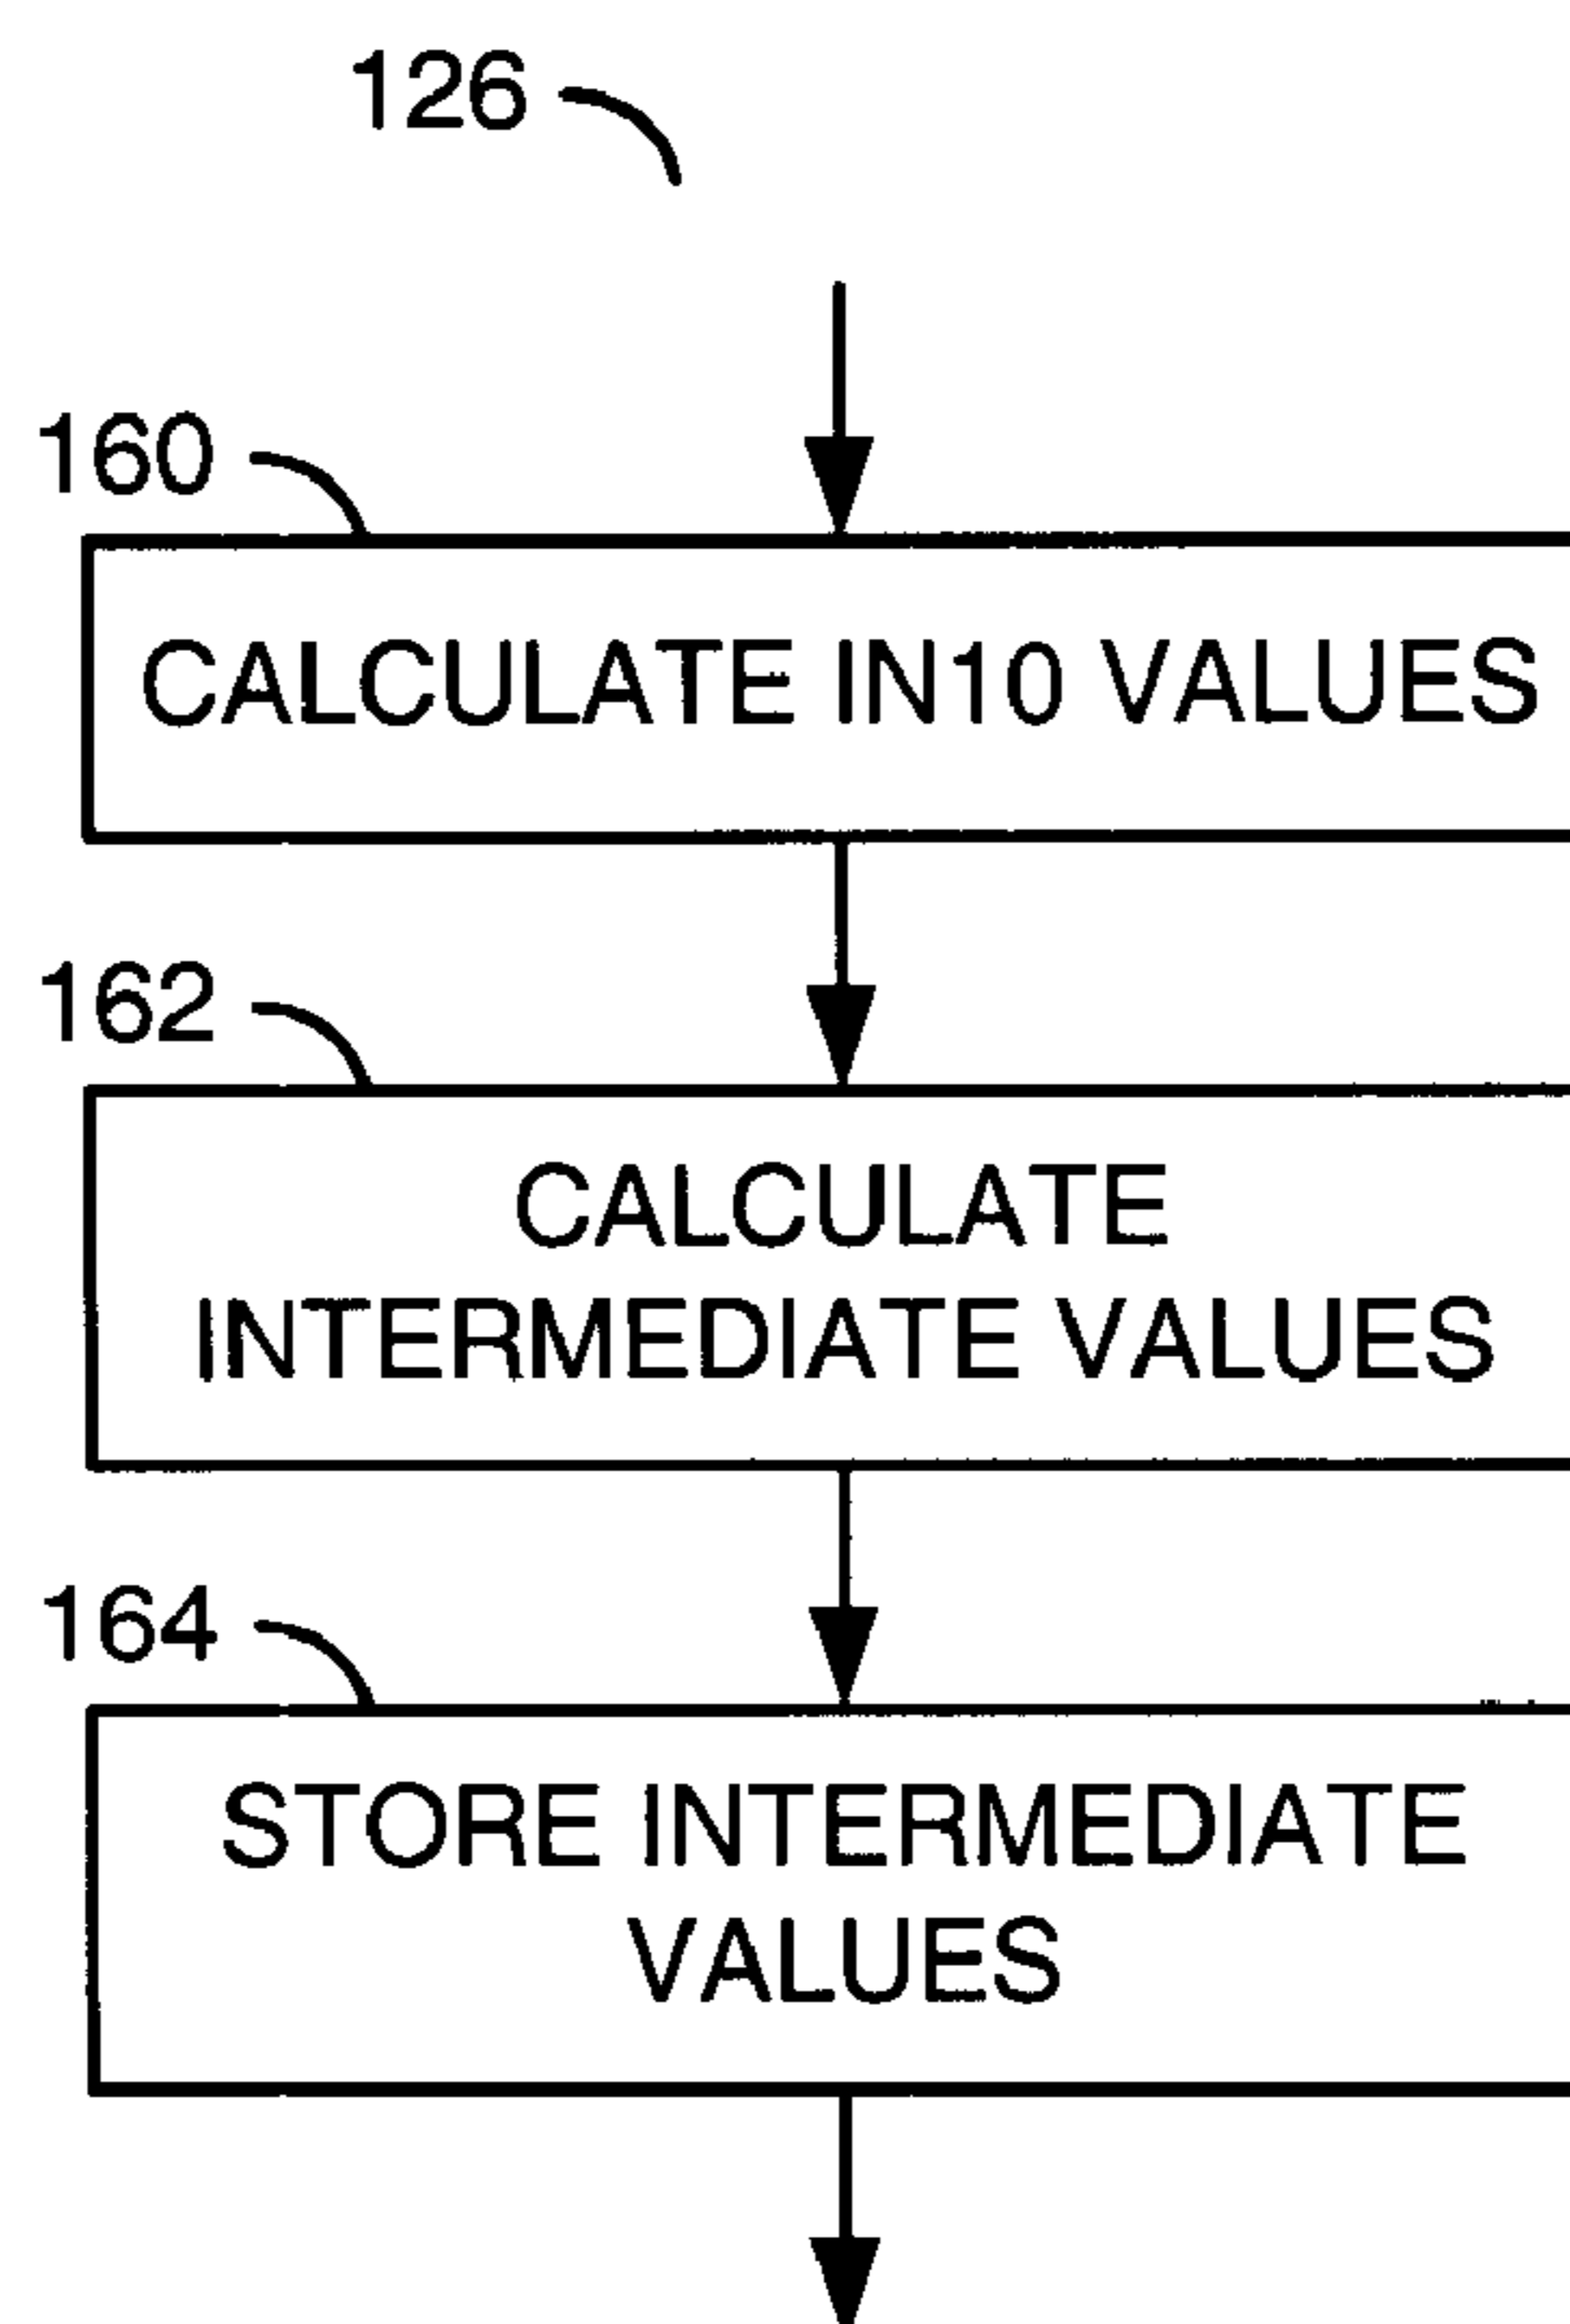 126
160
CALCULATE IN10 VALUES
162
CALCULATE
INTERMEDIATE VALUES
164
STORE INTERMEDIATE
VALUES